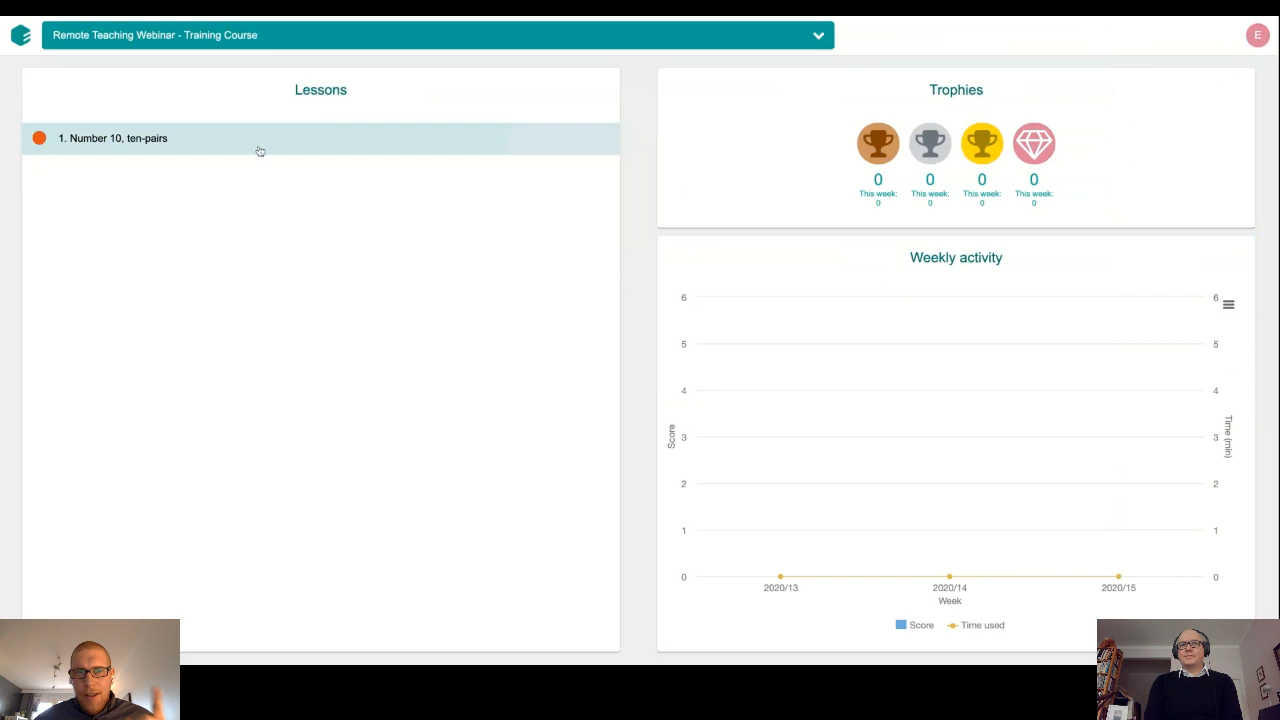 Remote Teaching Webinar - Training Course
E
Lessons
1. Number 10, ten-pairs
Trophies
0 0 0 0
This week: This week: This week: This week:
0 0 0 0
Weekly activity
6 6
5 5
4 4
3 3
2 2
1 1
0 0
Score
Time (min)
2020/13 2020/14 2020/15
Week
Score Time used